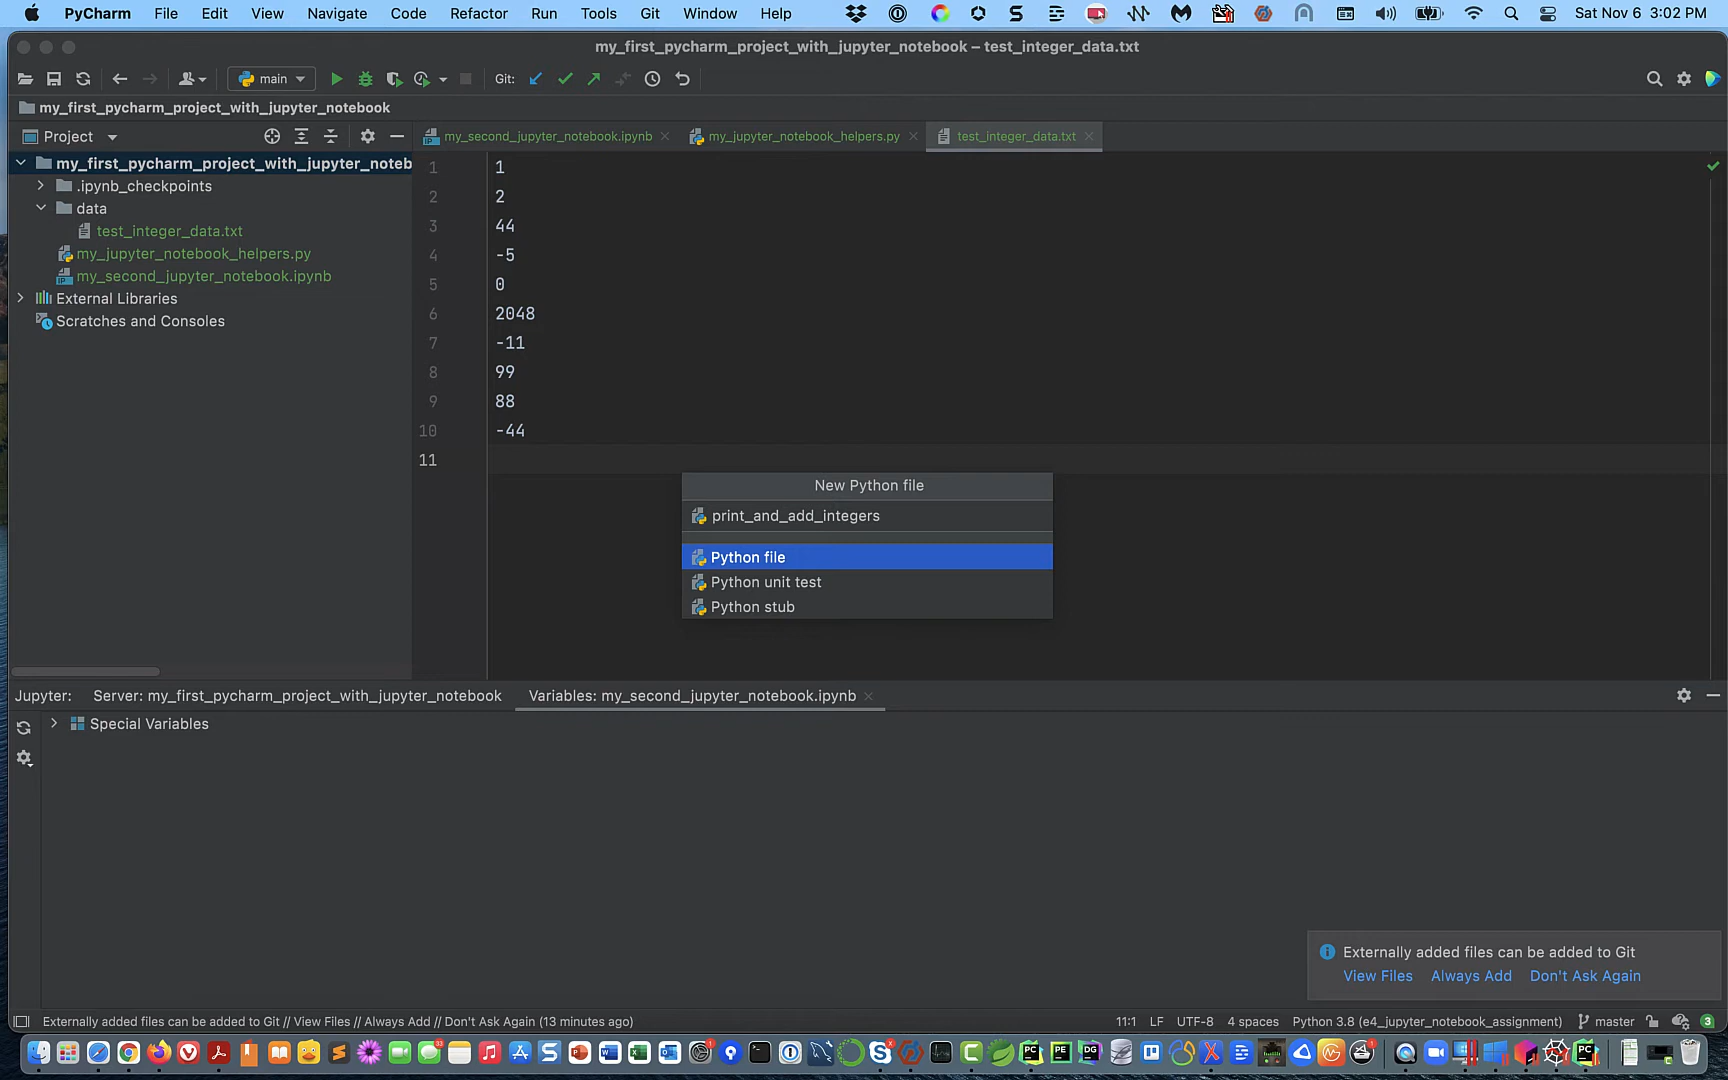 PyCharm File Edit View Navigate Code Refactor Run Tools Git Window Help Sat Nov 6 3:02 PM
my_first_pycharm_project_with_jupyter_notebook – test_integer_data.txt
main Git:
my_first_pycharm_project_with_jupyter_notebook
Project
my_second_jupyter_notebook.ipynb my_jupyter_notebook_helpers.py test_integer_data.txt
my_first_pycharm_project_with_jupyter_noteb
.ipynb_checkpoints
data
test_integer_data.txt
my_jupyter_notebook_helpers.py
my_second_jupyter_notebook.ipynb
External Libraries
Scratches and Consoles
1 1
2 2
3 44
4 -5
5 0
6 2048
7 -11
8 99
9 88
10 -44
11
New Python file
print_and_add_integers
Python file
Python unit test
Python stub
Jupyter: Server: my_first_pycharm_project_with_jupyter_notebook Variables: my_second_jupyter_notebook.ipynb
Special Variables
Externally added files can be added to Git
View Files Always Add Don't Ask Again
Externally added files can be added to Git // View Files // Always Add // Don't Ask Again (13 minutes ago) 11:1 LF UTF-8 4 spaces Python 3.8 (e4_jupyter_notebook_assignment) master 3